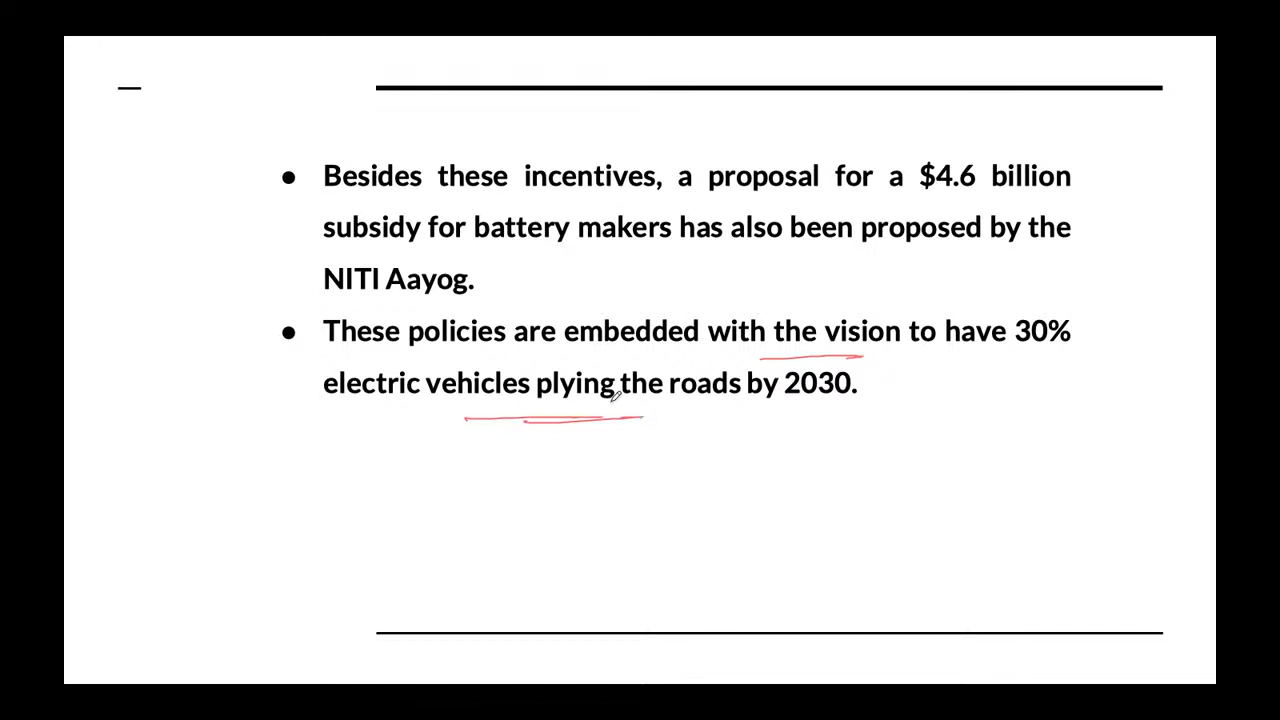 ● Besides these incentives, a proposal for a $4.6 billion
subsidy for battery makers has also been proposed by the
NITI Aayog.
● These policies are embedded with the vision to have 30%
electric vehicles plying the roads by 2030.